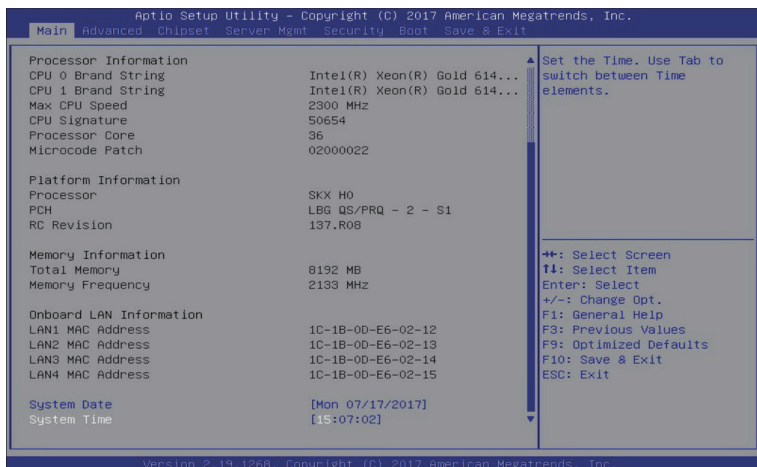 Aptio Setup Utility – Copyright (C) 2017 American Megatrends, Inc.
Main Advanced Chipset Server Mgmt Security Boot Save & Exit
Processor Information
CPU 0 Brand String Intel(R) Xeon(R) Gold 614...
CPU 1 Brand String Intel(R) Xeon(R) Gold 614...
Max CPU Speed 2300 MHz
CPU Signature 50654
Processor Core 36
Microcode Patch 02000022
Platform Information
Processor SKX H0
PCH LBG QS/PRQ - 2 - S1
RC Revision 137.R08
Memory Information
Total Memory 8192 MB
Memory Frequency 2133 MHz
Onboard LAN Information
LAN1 MAC Address 1C-1B-0D-E6-02-12
LAN2 MAC Address 1C-1B-0D-E6-02-13
LAN3 MAC Address 1C-1B-0D-E6-02-14
LAN4 MAC Address 1C-1B-0D-E6-02-15
System Date [Mon 07/17/2017]
System Time [15:07:02]
Set the Time. Use Tab to
switch between Time
elements.
→←: Select Screen
↑↓: Select Item
Enter: Select
+/-: Change Opt.
F1: General Help
F3: Previous Values
F9: Optimized Defaults
F10: Save & Exit
ESC: Exit
Version 2.19.1268. Copyright (C) 2017 American Megatrends, Inc.